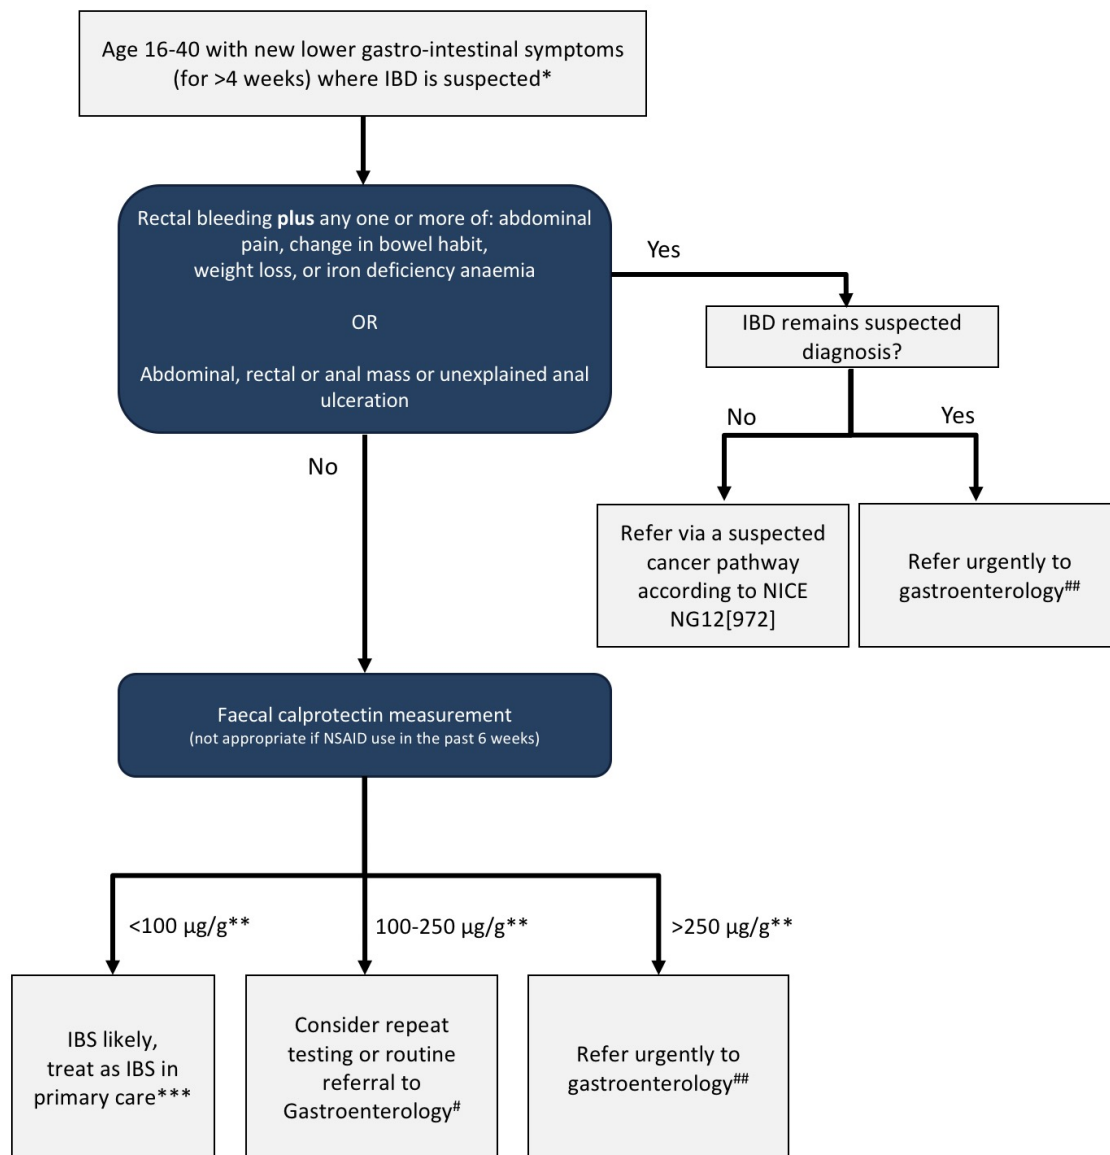 Age 16-40 with new lower gastro-intestinal symptoms
(for >4 weeks) where IBD is suspected*
Rectal bleeding plus any one or more of: abdominal
pain, change in bowel habit,
weight loss, or iron deficiency anaemia
OR
Abdominal, rectal or anal mass or unexplained anal
ulceration
Yes
IBD remains suspected
diagnosis?
No
Yes
Refer via a suspected
cancer pathway
according to NICE
NG12[972]
Refer urgently to
gastroenterology##
No
Faecal calprotectin measurement
(not appropriate if NSAID use in the past 6 weeks)
<100 µg/g**
100-250 µg/g**
>250 µg/g**
IBS likely,
treat as IBS in
primary care***
Consider repeat
testing or routine
referral to
Gastroenterology#
Refer urgently to
gastroenterology##